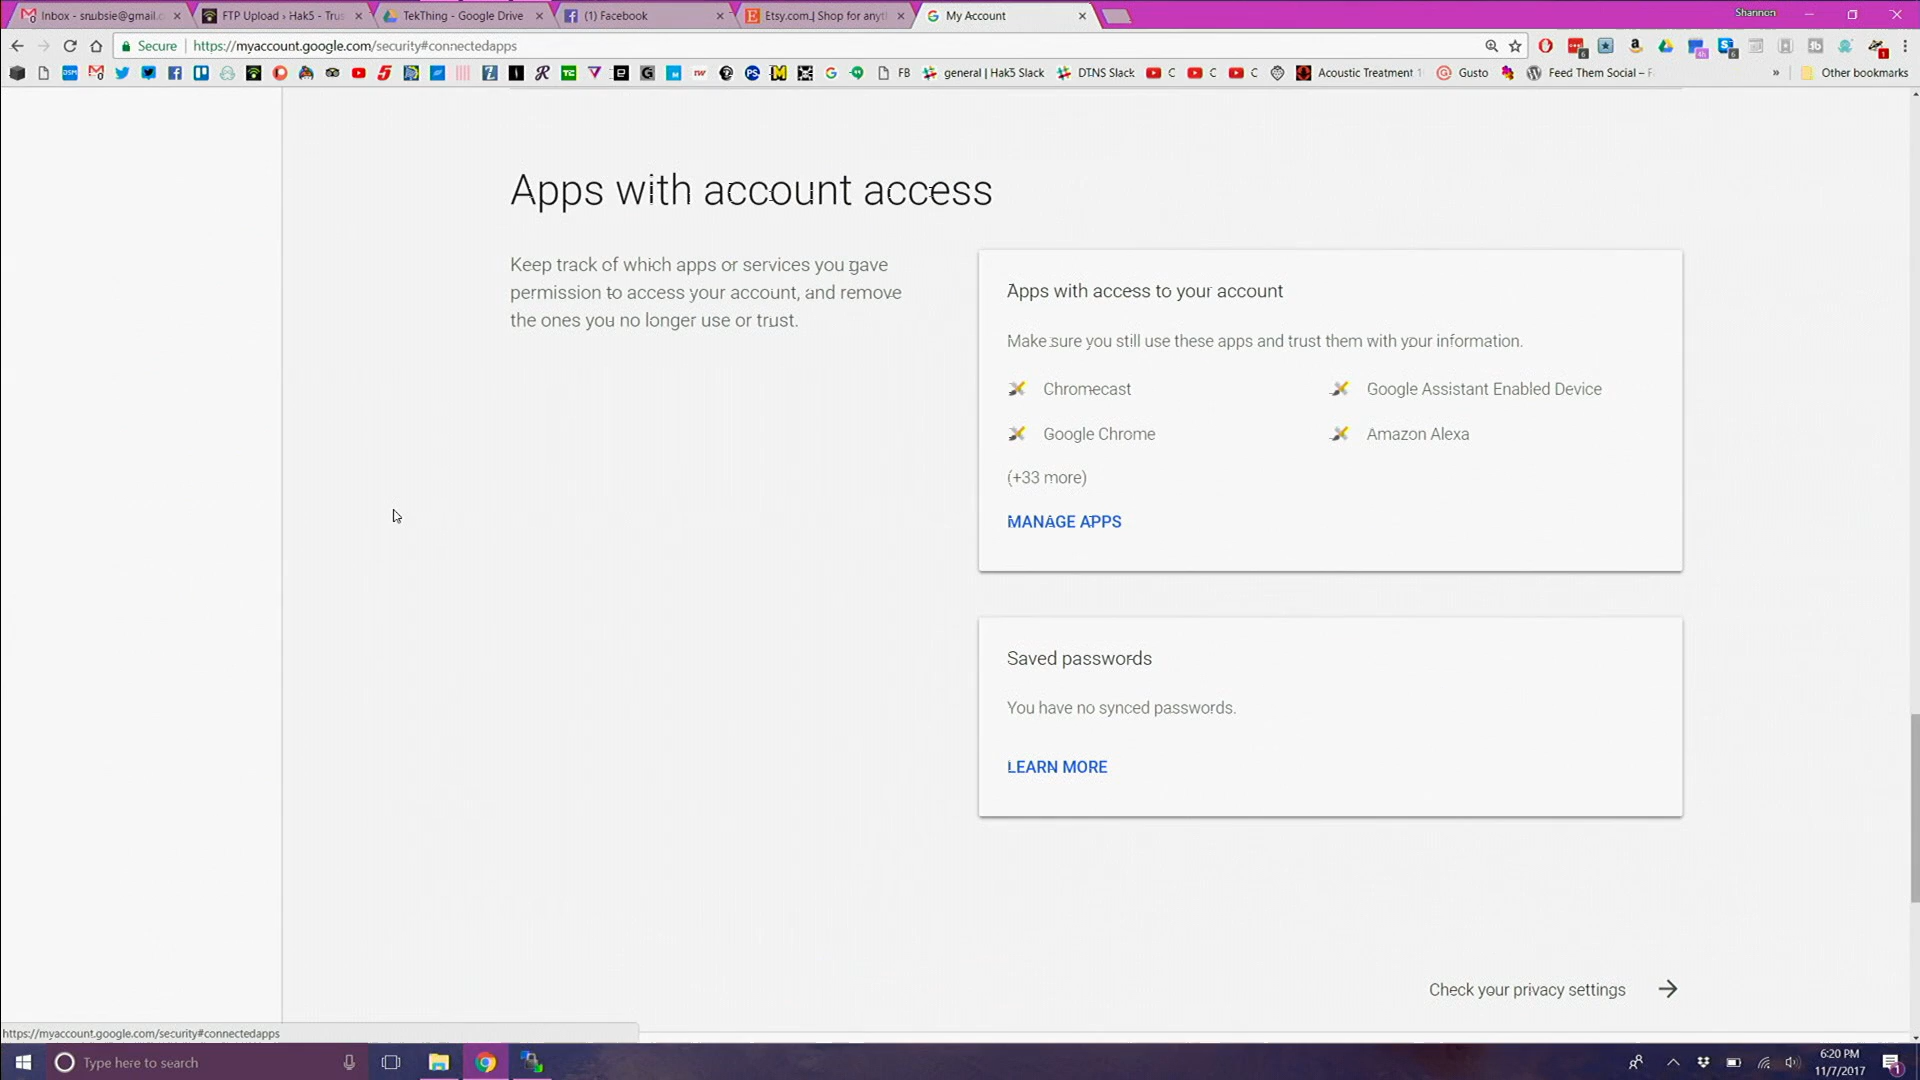 Inbox - snubsie@gmail.c
FTP Upload › Hak5 - Trus
TekThing - Google Drive
(1) Facebook
Etsy.com | Shop for anyt
My Account
Shannon
Secure
https://myaccount.google.com/security#connectedapps
FB
general | Hak5 Slack
DTNS Slack
C
C
C
Acoustic Treatment 1
Gusto
Feed Them Social – F
»
Other bookmarks
Apps with account access
Keep track of which apps or services you gave
permission to access your account, and remove
the ones you no longer use or trust.
Apps with access to your account
Make sure you still use these apps and trust them with your information.
Chromecast
Google Assistant Enabled Device
Google Chrome
Amazon Alexa
(+33 more)
MANAGE APPS
Saved passwords
You have no synced passwords.
LEARN MORE
Check your privacy settings
https://myaccount.google.com/security#connectedapps
Type here to search
6:20 PM
11/7/2017